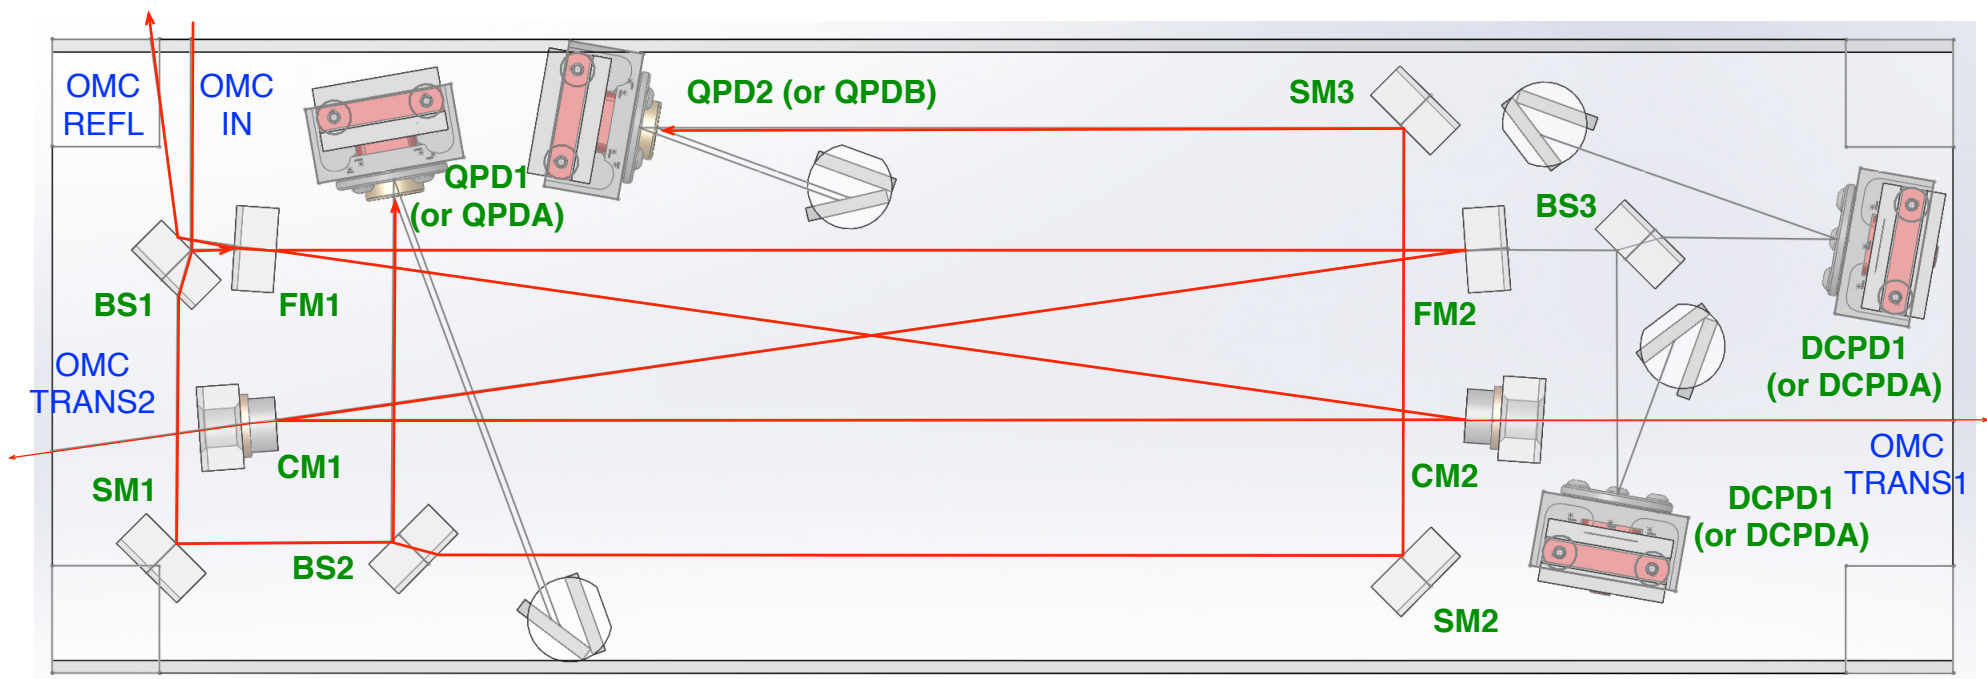 OMC
REFL
OMC
IN
QPD2 (or QPDB)
SM3
QPD1
(or QPDA)
BS3
BS1
FM1
FM2
OMC
TRANS2
DCPD1
(or DCPDA)
CM1
CM2
OMC
TRANS1
SM1
DCPD1
(or DCPDA)
BS2
SM2